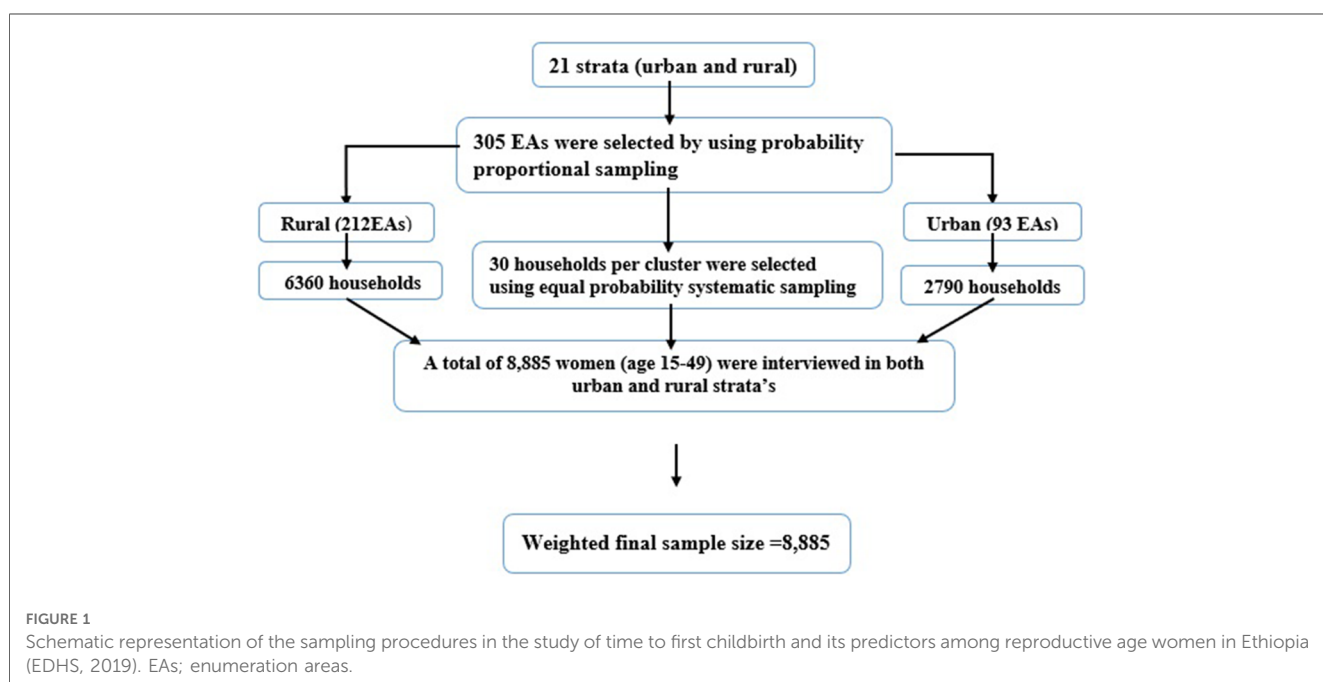 21 strata (urban and rural)
305 EAs were selected by using probability
proportional sampling
Rural (212EAs)
Urban (93 EAs)
6360 households
30 households per cluster were selected
using equal probability systematic sampling
2790 households
A total of 8,885 women (age 15-49) were interviewed in both
urban and rural strata's
Weighted final sample size =8,885
FIGURE 1
Schematic representation of the sampling procedures in the study of time to first childbirth and its predictors among reproductive age women in Ethiopia
(EDHS, 2019). EAs; enumeration areas.